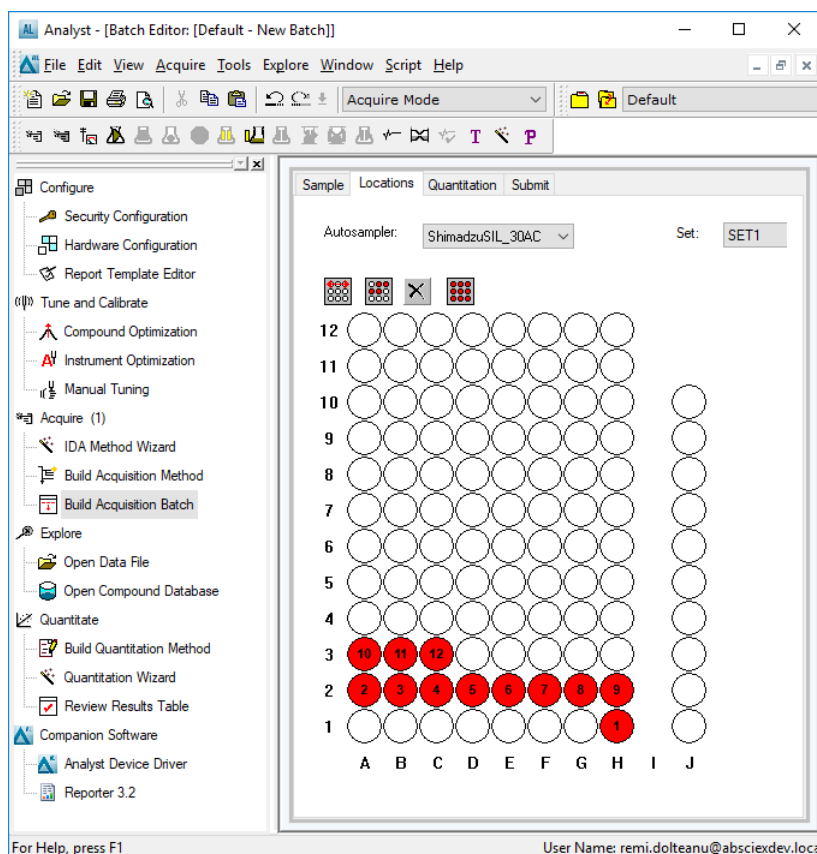 Analyst - [Batch Editor: [Default - New Batch]]
File Edit View Acquire Tools Explore Window Script Help
Acquire Mode
Default
T P
Configure
Security Configuration
Hardware Configuration
Report Template Editor
Tune and Calibrate
Compound Optimization
Instrument Optimization
Manual Tuning
Acquire (1)
IDA Method Wizard
Build Acquisition Method
Build Acquisition Batch
Explore
Open Data File
Open Compound Database
Quantitate
Build Quantitation Method
Quantitation Wizard
Review Results Table
Companion Software
Analyst Device Driver
Reporter 3.2
Sample Locations Quantitation Submit
Autosampler: ShimadzuSIL_30AC Set: SET1
12
11
10
9
8
7
6
5
4
3 10 11 12
2 2 3 4 5 6 7 8 9
1 1
A B C D E F G H I J
For Help, press F1 User Name: remi.dolteanu@absciexdev.loca